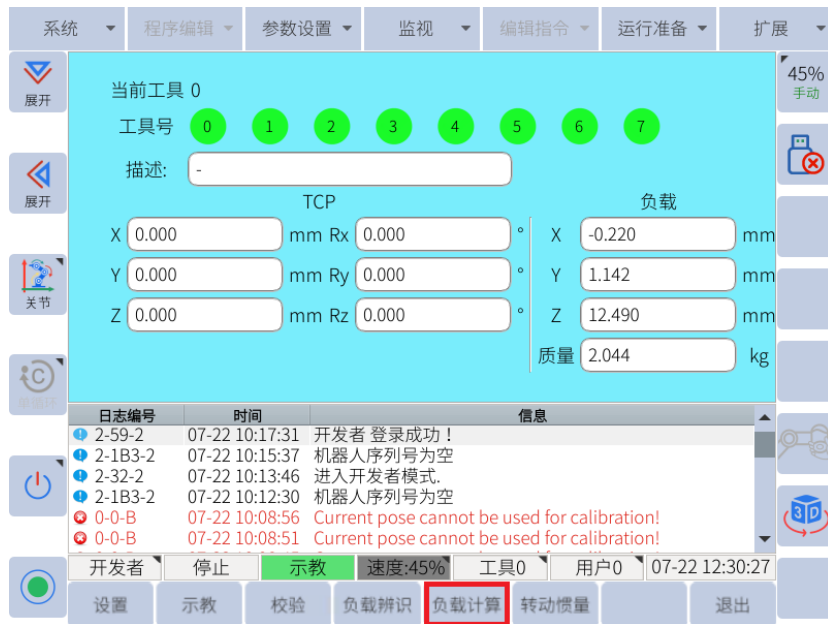 系统 程序编辑 参数设置 监视 编辑指令 运行准备 扩展
展开
45%
手动
当前工具 0
工具号 0 1 2 3 4 5 6 7
描述: -
展开
TCP 负载
X 0.000 mm Rx 0.000 ° X -0.220 mm
Y 0.000 mm Ry 0.000 ° Y 1.142 mm
Z 0.000 mm Rz 0.000 ° Z 12.490 mm
关节
质量 2.044 kg
C
日志编号 时间 信息
2-59-2 07-22 10:17:31 开发者 登录成功！
2-1B3-2 07-22 10:15:37 机器人序列号为空
2-32-2 07-22 10:13:46 进入开发者模式.
2-1B3-2 07-22 10:12:30 机器人序列号为空
0-0-B 07-22 10:08:56 Current pose cannot be used for calibration!
0-0-B 07-22 10:08:51 Current pose cannot be used for calibration!
3D
开发者 停止 示教 速度:45% 工具0 用户0 07-22 12:30:27
设置 示教 校验 负载辨识 负载计算 转动惯量 退出